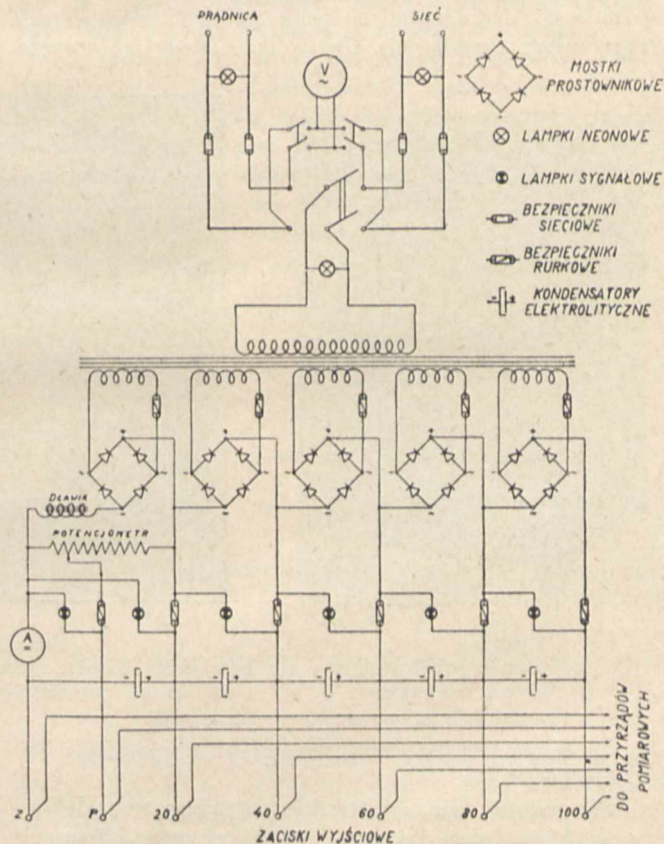 PRĄDNICA
SIEĆ
V
~
MOSTKI
PROSTOWNIKOWE
LAMPKI NEONOWE
LAMPKI SYGNAŁOWE
BEZPIECZNIKI
SIECIOWE
BEZPIECZNIKI
RURKOWE
KONDENSATORY
ELEKTROLITYCZNE
DŁAWIK
POTENCJOMETR
A
=
DO PRZYRZĄDÓW
POMIAROWYCH
Z P 20 40 60 80 100
ZACISKI WYJŚCIOWE